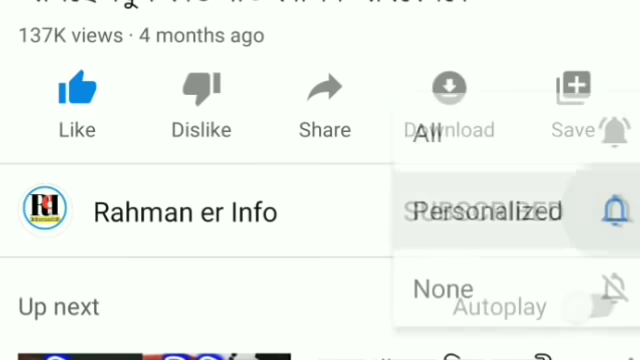 137K views · 4 months ago
Like
Dislike
Share
Download
Save
All
Rahman er Info
SUBSCRIBED
Personalized
None
Up next
Autoplay